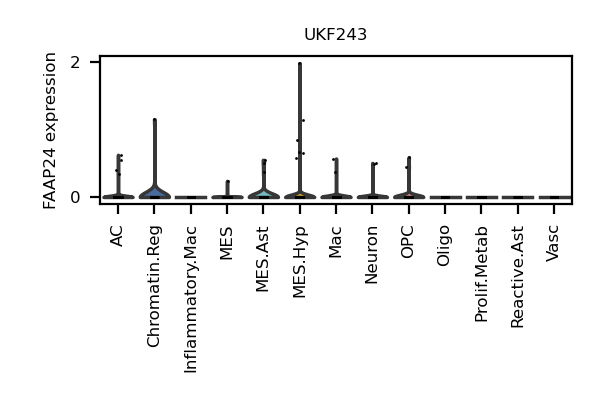 UKF243
FAAP24 expression
2
0
AC
Chromatin.Reg
Inflammatory.Mac
MES
MES.Ast
MES.Hyp
Mac
Neuron
OPC
Oligo
Prolif.Metab
Reactive.Ast
Vasc